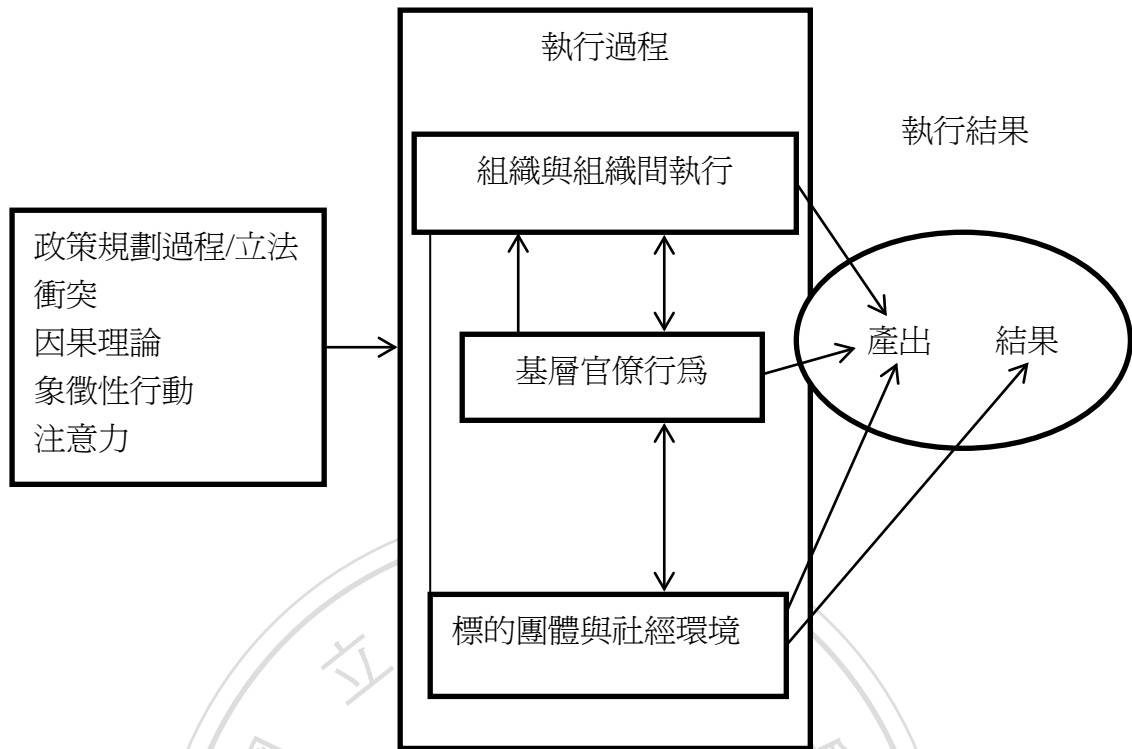 執行過程
執行結果
組織與組織間執行
政策規劃過程/立法
衝突
因果理論
象徵性行動
注意力
基層官僚行為
產出
結果
標的團體與社經環境
立